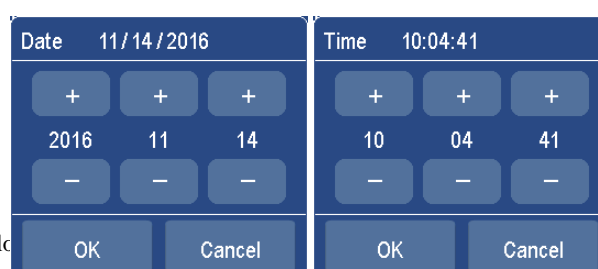 Date 11/14/2016
+ + +
2016 11 14
– – –
OK Cancel
Time 10:04:41
+ + +
10 04 41
– – –
OK Cancel